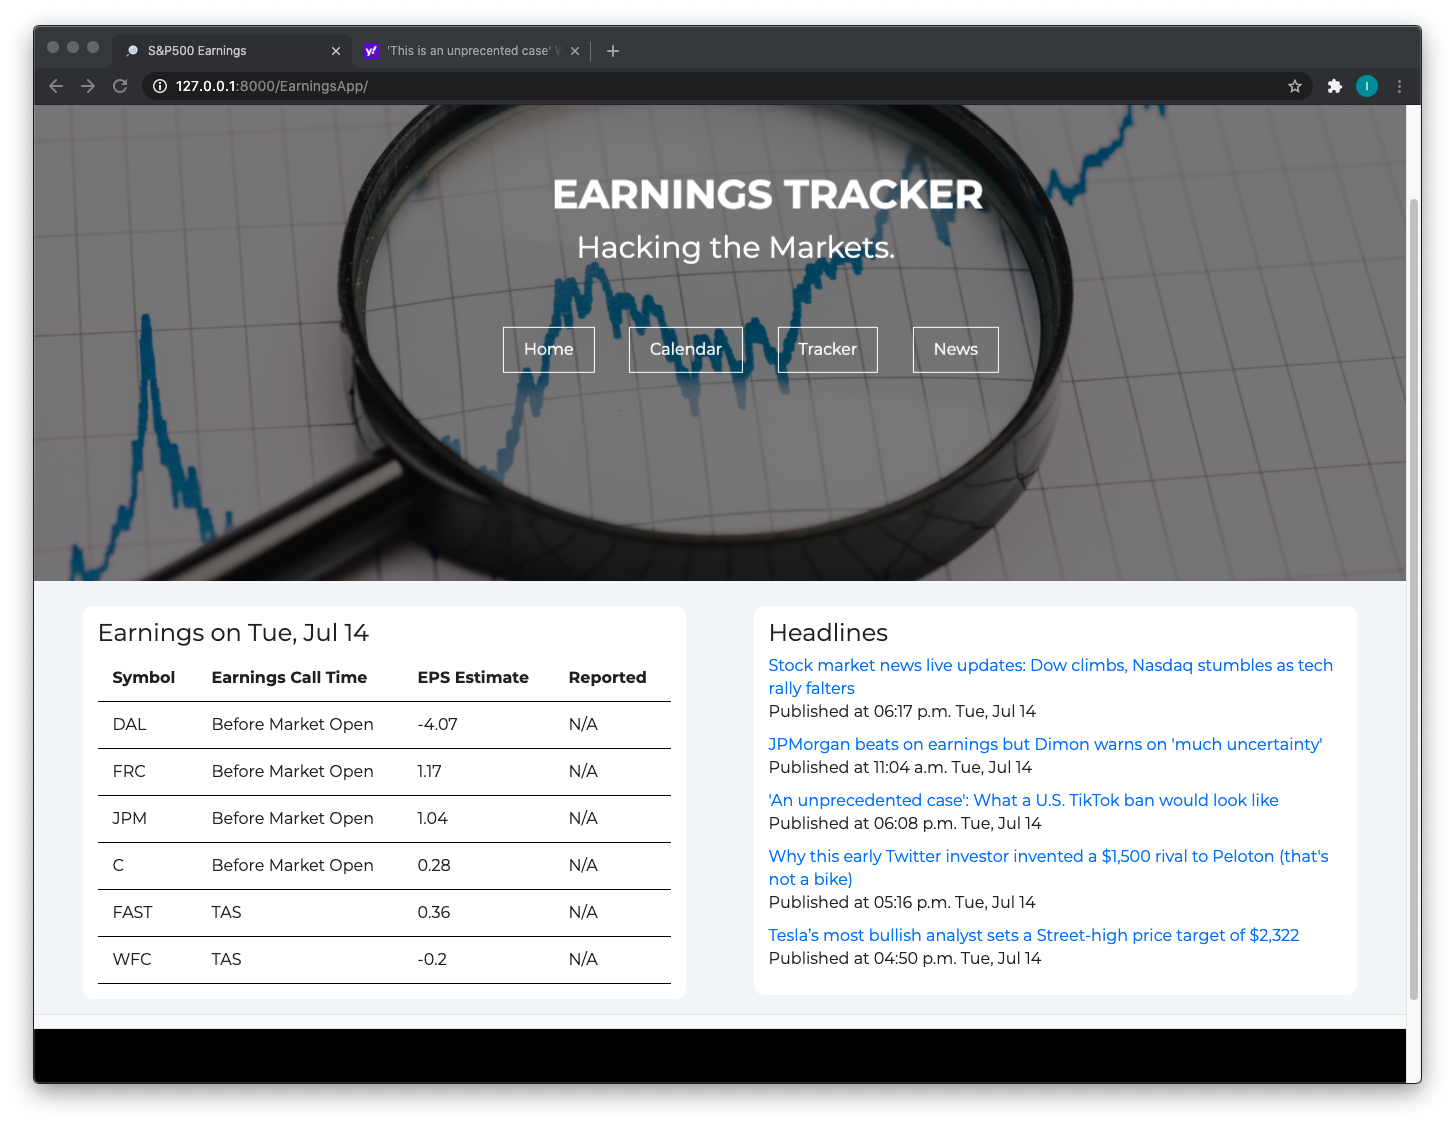 S&P500 Earnings
'This is an unprecented case'
127.0.0.1:8000/EarningsApp/
I
EARNINGS TRACKER
Hacking the Markets.
Home Calendar Tracker News
Earnings on Tue, Jul 14
Symbol Earnings Call Time EPS Estimate Reported
DAL Before Market Open -4.07 N/A
FRC Before Market Open 1.17 N/A
JPM Before Market Open 1.04 N/A
C Before Market Open 0.28 N/A
FAST TAS 0.36 N/A
WFC TAS -0.2 N/A
Headlines
Stock market news live updates: Dow climbs, Nasdaq stumbles as tech
rally falters
Published at 06:17 p.m. Tue, Jul 14
JPMorgan beats on earnings but Dimon warns on 'much uncertainty'
Published at 11:04 a.m. Tue, Jul 14
'An unprecedented case': What a U.S. TikTok ban would look like
Published at 06:08 p.m. Tue, Jul 14
Why this early Twitter investor invented a $1,500 rival to Peloton (that's
not a bike)
Published at 05:16 p.m. Tue, Jul 14
Tesla’s most bullish analyst sets a Street-high price target of $2,322
Published at 04:50 p.m. Tue, Jul 14